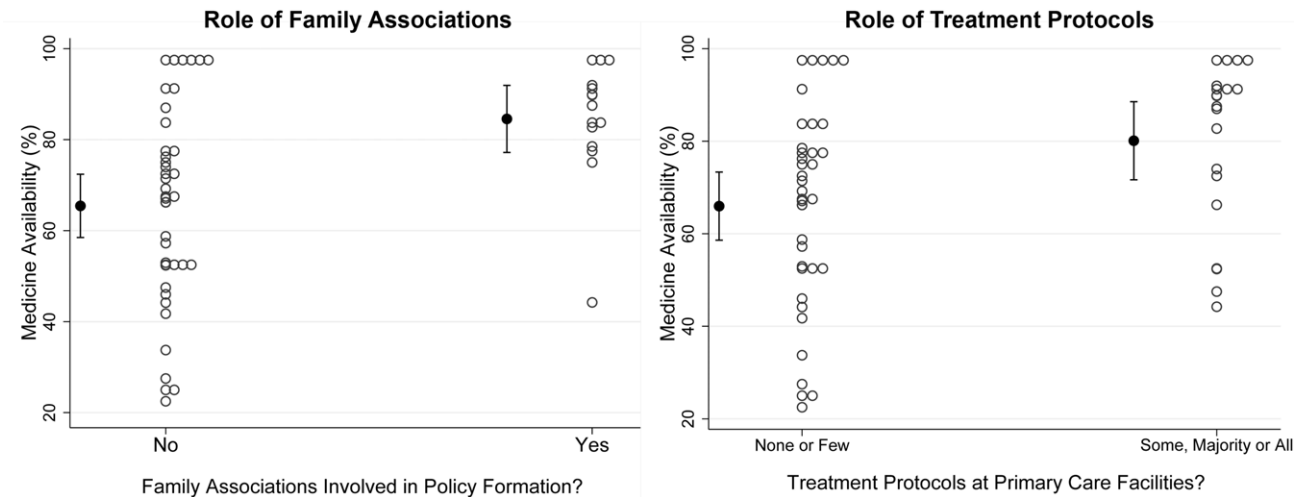 Role of Family Associations
Medicine Availability (%)
100
80
60
40
20
No
Yes
Family Associations Involved in Policy Formation?
Role of Treatment Protocols
Medicine Availability (%)
100
80
60
40
20
None or Few
Some, Majority or All
Treatment Protocols at Primary Care Facilities?